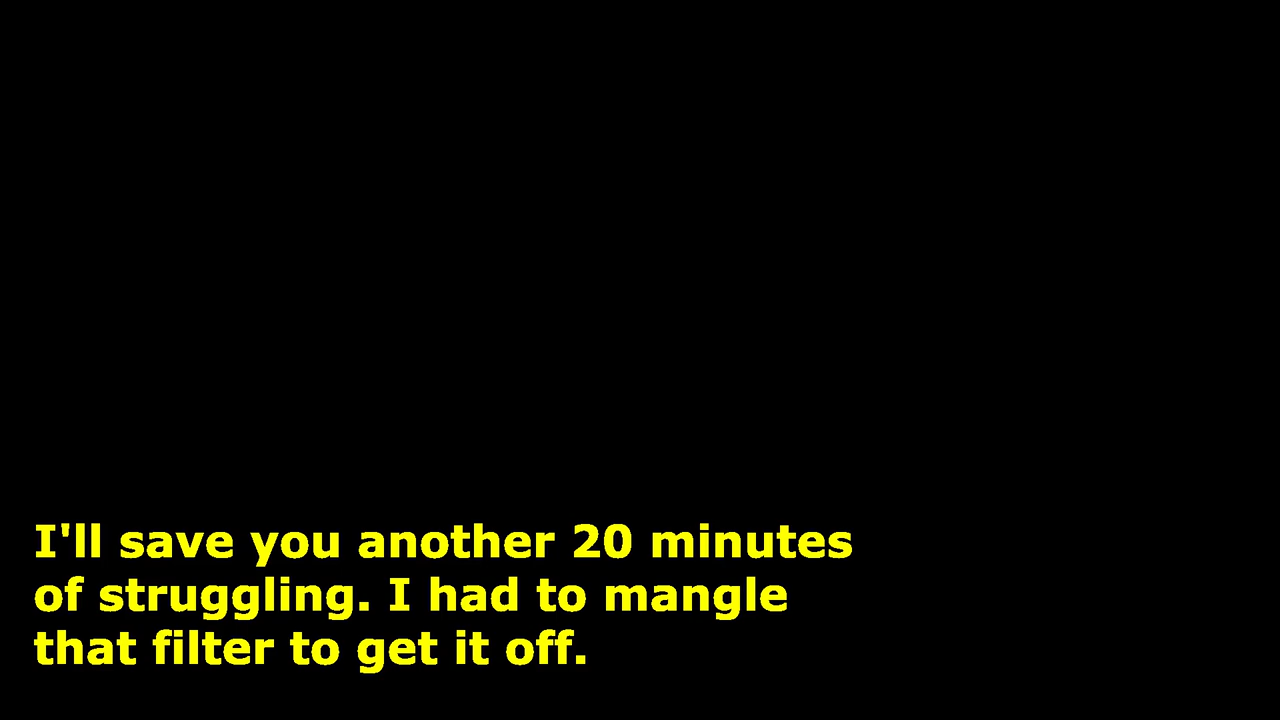 I'll save you another 20 minutes
of struggling. I had to mangle
that filter to get it off.